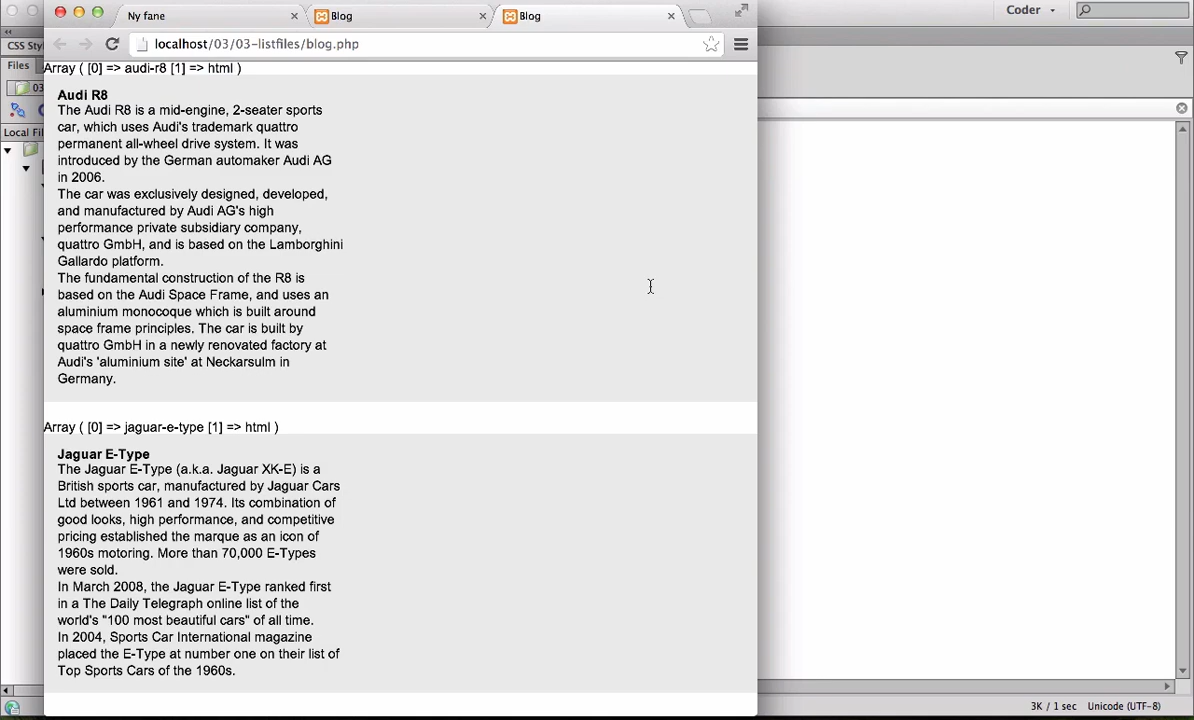 Ny fane
Blog
Blog
Coder
localhost/03/03-listfiles/blog.php
CSS Sty
Files
03
Local Fil
Array ( [0] => audi-r8 [1] => html )
Audi R8
The Audi R8 is a mid-engine, 2-seater sports
car, which uses Audi's trademark quattro
permanent all-wheel drive system. It was
introduced by the German automaker Audi AG
in 2006.
The car was exclusively designed, developed,
and manufactured by Audi AG's high
performance private subsidiary company,
quattro GmbH, and is based on the Lamborghini
Gallardo platform.
The fundamental construction of the R8 is
based on the Audi Space Frame, and uses an
aluminium monocoque which is built around
space frame principles. The car is built by
quattro GmbH in a newly renovated factory at
Audi's 'aluminium site' at Neckarsulm in
Germany.
Array ( [0] => jaguar-e-type [1] => html )
Jaguar E-Type
The Jaguar E-Type (a.k.a. Jaguar XK-E) is a
British sports car, manufactured by Jaguar Cars
Ltd between 1961 and 1974. Its combination of
good looks, high performance, and competitive
pricing established the marque as an icon of
1960s motoring. More than 70,000 E-Types
were sold.
In March 2008, the Jaguar E-Type ranked first
in a The Daily Telegraph online list of the
world's "100 most beautiful cars" of all time.
In 2004, Sports Car International magazine
placed the E-Type at number one on their list of
Top Sports Cars of the 1960s.
3K / 1 sec Unicode (UTF-8)